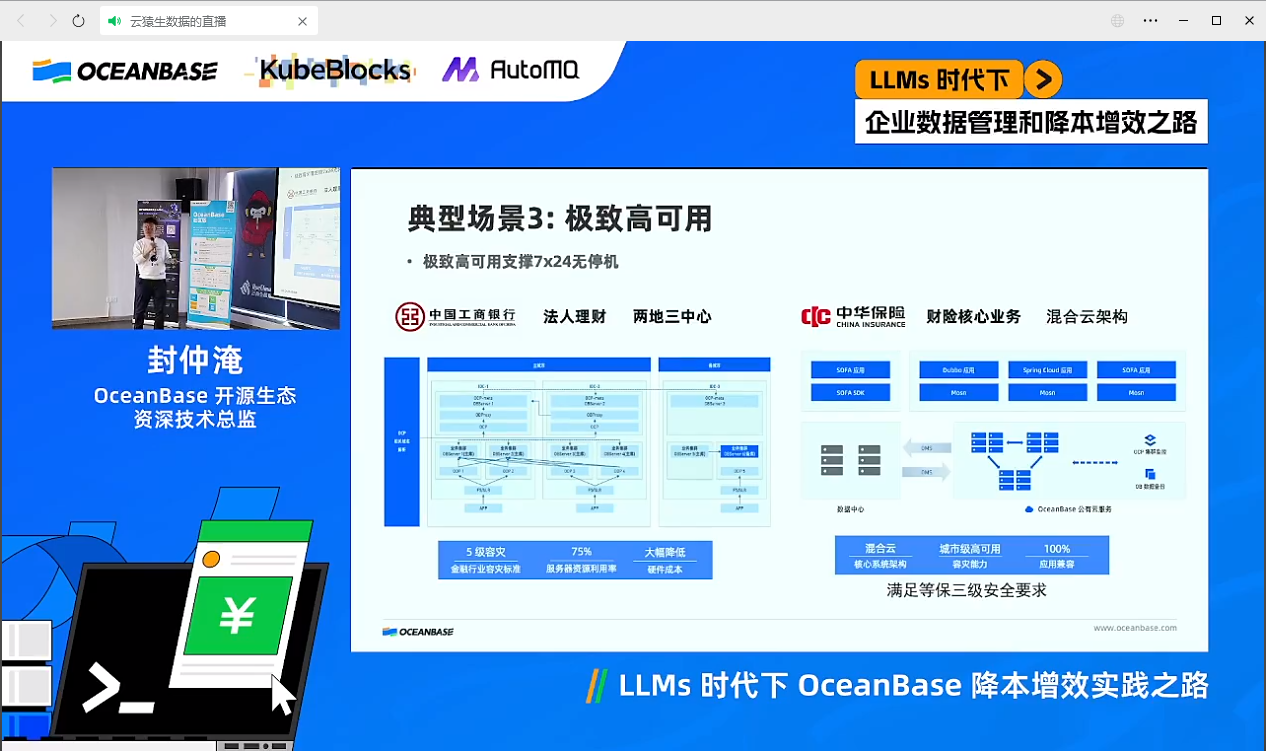 云猿生数据的直播
OCEANBASE
KubeBlocks
AutoMQ
LLMs 时代下
企业数据管理和降本增效之路
封仲淹
OceanBase 开源生态
资深技术总监
典型场景3: 极致高可用
• 极致高可用支撑7x24无停机
中国工商银行 法人理财 两地三中心
INDUSTRIAL AND COMMERCIAL BANK OF CHINA
5 级容灾 75% 大幅降低
金融行业容灾标准 服务器资源利用率 硬件成本
中华保险 财险核心业务 混合云架构
CHINA INSURANCE
SOFA 应用 Dubbo 应用 Spring Cloud 应用 SOFA 应用
SOFA SDK Mosn Mosn Mosn
DMS
DMS
数据中心
OceanBase 公有云服务
混合云 城市级高可用 100%
核心系统架构 容灾能力 应用兼容
满足等保三级安全要求
OCEANBASE
www.oceanbase.com
LLMs 时代下 OceanBase 降本增效实践之路
¥
>_